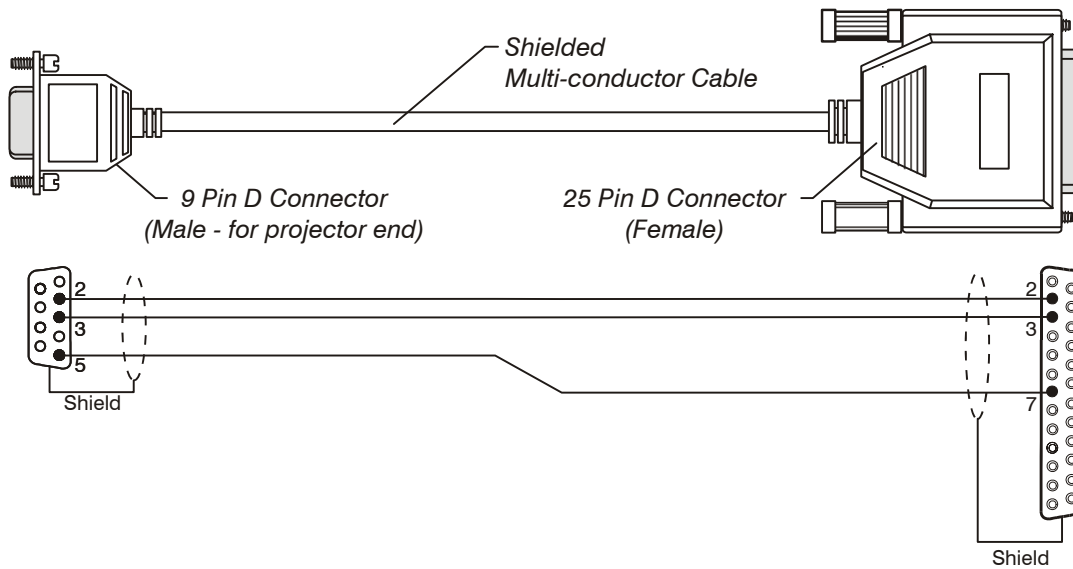 Shielded
Multi-conductor Cable
9 Pin D Connector
(Male - for projector end)
25 Pin D Connector
(Female)
2
3
5
Shield
2
3
7
Shield